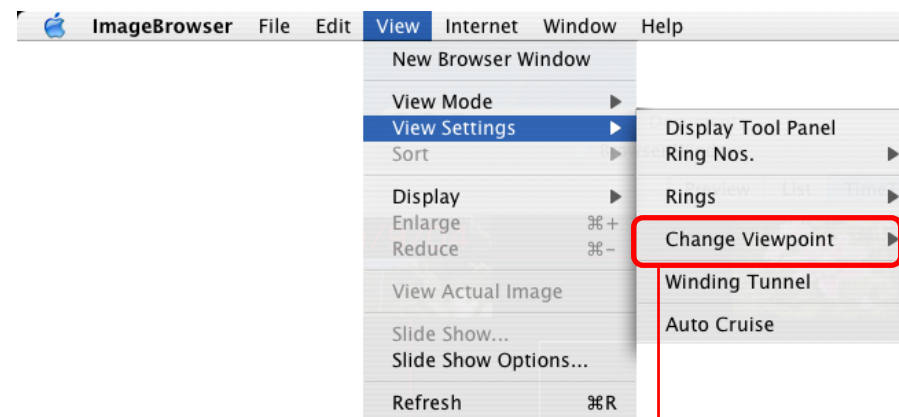 ImageBrowser File Edit View Internet Window Help
New Browser Window
View Mode
View Settings
Sort
Display
Enlarge ⌘+
Reduce ⌘-
View Actual Image
Slide Show...
Slide Show Options...
Refresh ⌘R
Display Tool Panel
Ring Nos.
Rings
Change Viewpoint
Winding Tunnel
Auto Cruise